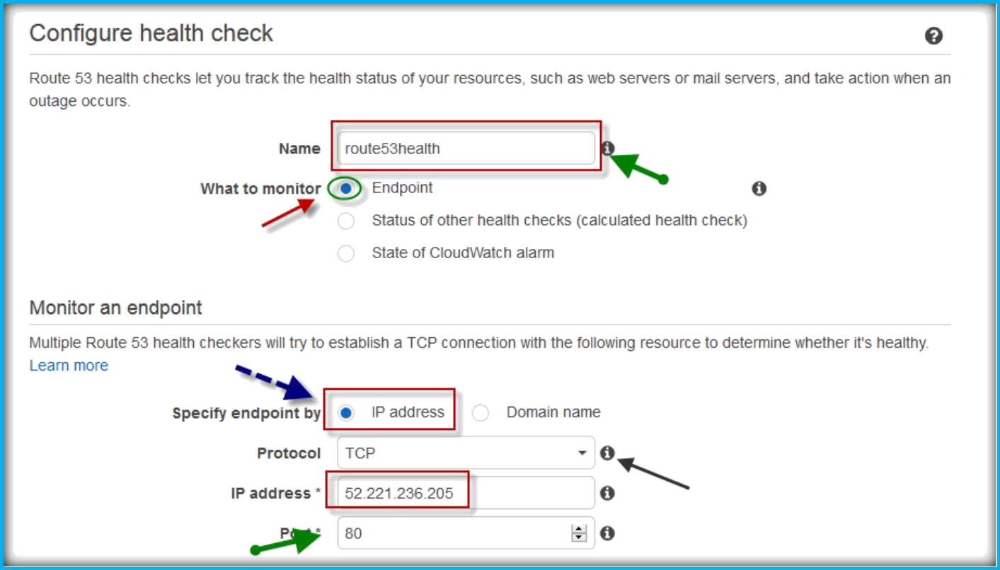 Configure health check
Route 53 health checks let you track the health status of your resources, such as web servers or mail servers, and take action when an
outage occurs.
Name route53health
What to monitor Endpoint
Status of other health checks (calculated health check)
State of CloudWatch alarm
Monitor an endpoint
Multiple Route 53 health checkers will try to establish a TCP connection with the following resource to determine whether it's healthy.
Learn more
Specify endpoint by IP address Domain name
Protocol TCP
IP address * 52.221.236.205
Port * 80